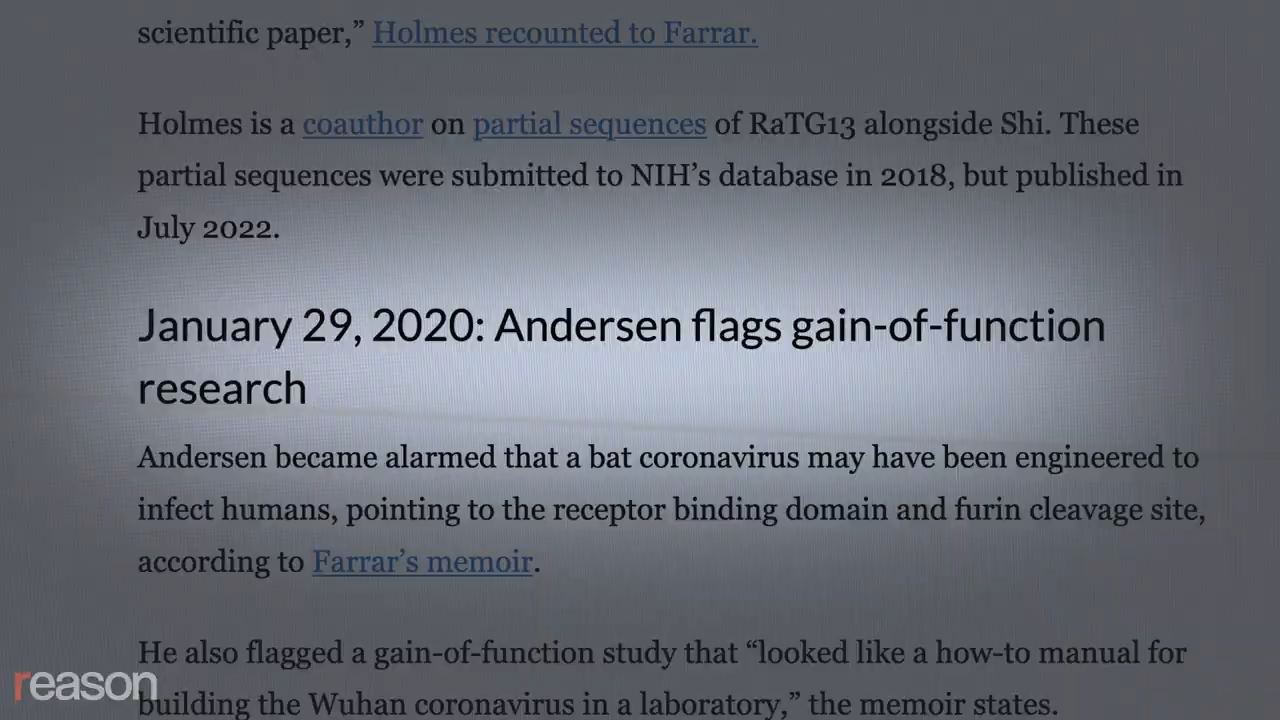 scientific paper,” Holmes recounted to Farrar.
Holmes is a coauthor on partial sequences of RaTG13 alongside Shi. These
partial sequences were submitted to NIH’s database in 2018, but published in
July 2022.
January 29, 2020: Andersen flags gain-of-function
research
Andersen became alarmed that a bat coronavirus may have been engineered to
infect humans, pointing to the receptor binding domain and furin cleavage site,
according to Farrar’s memoir.
He also flagged a gain-of-function study that “looked like a how-to manual for
building the Wuhan coronavirus in a laboratory,” the memoir states.
reason